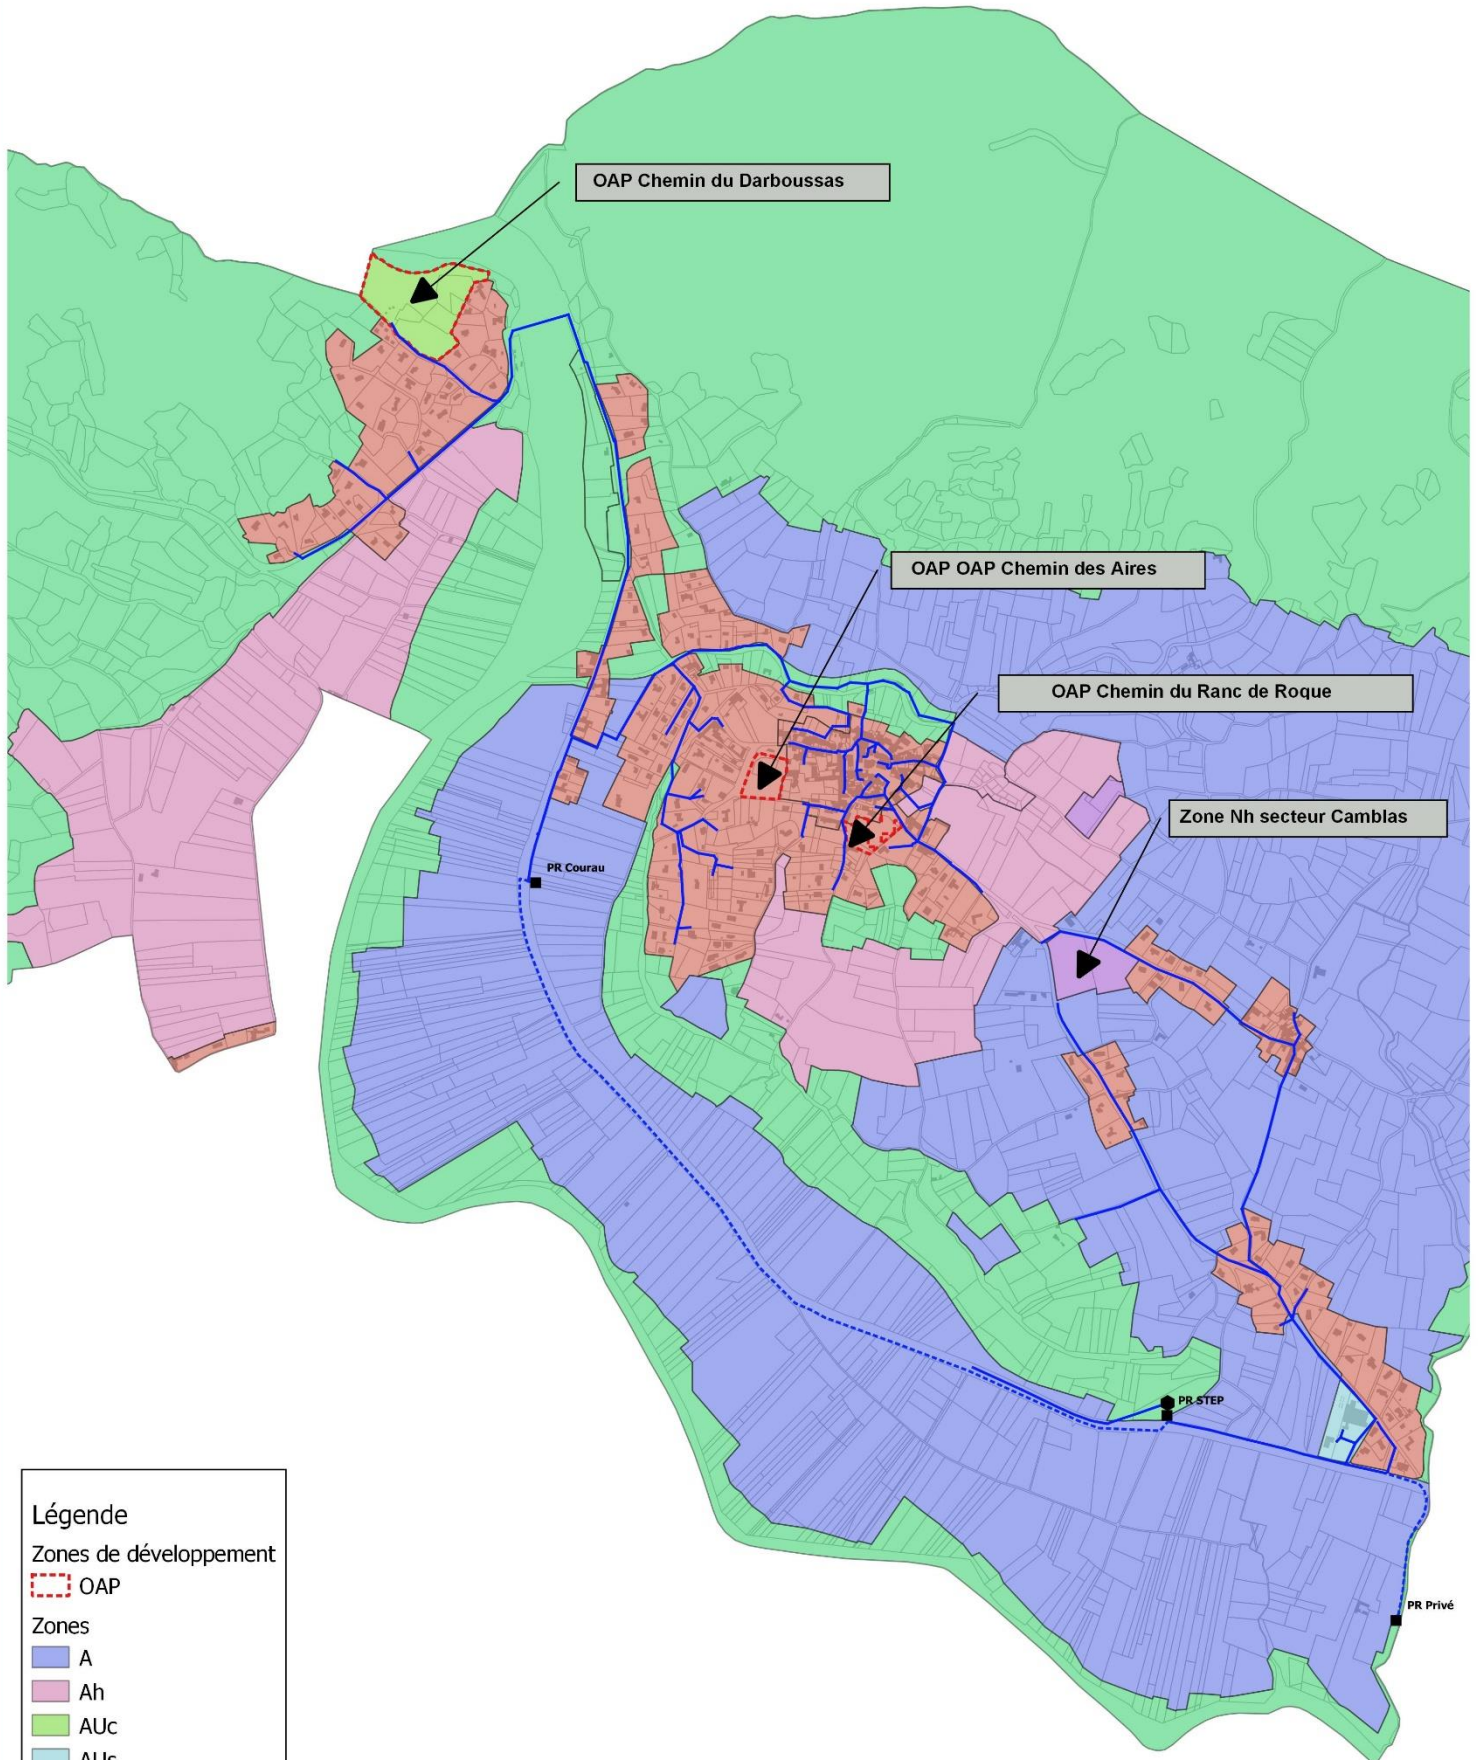 OAP Chemin du Darboussas
OAP OAP Chemin des Aires
OAP Chemin du Ranc de Roque
Zone Nh secteur Camblas
PR Courau
PR STEP
PR Privé
Légende
Zones de développement
OAP
Zones
A
Ah
AUc
AUs